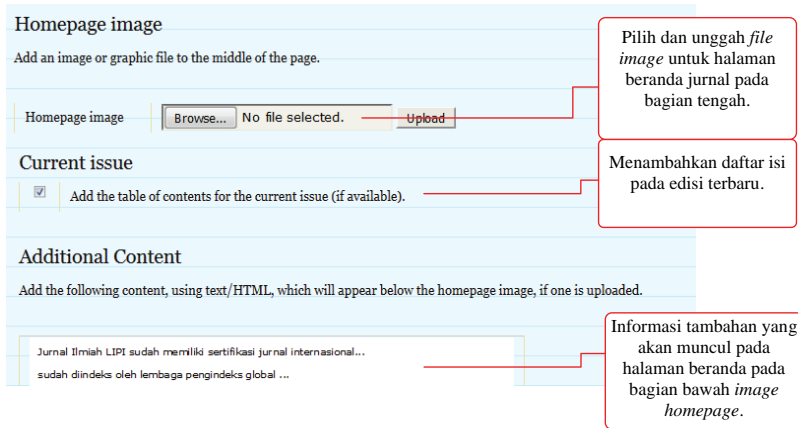 Homepage image
Add an image or graphic file to the middle of the page.
Homepage image
Browse... No file selected. Upload
Pilih dan unggah file
image untuk halaman
beranda jurnal pada
bagian tengah.
Current issue
Add the table of contents for the current issue (if available).
Menambahkan daftar isi
pada edisi terbaru.
Additional Content
Add the following content, using text/HTML, which will appear below the homepage image, if one is uploaded.
Jurnal Ilmiah LIPI sudah memiliki sertifikasi jurnal internasional...
sudah diindeks oleh lembaga pengindeks global ...
Informasi tambahan yang
akan muncul pada
halaman beranda pada
bagian bawah image
homepage.